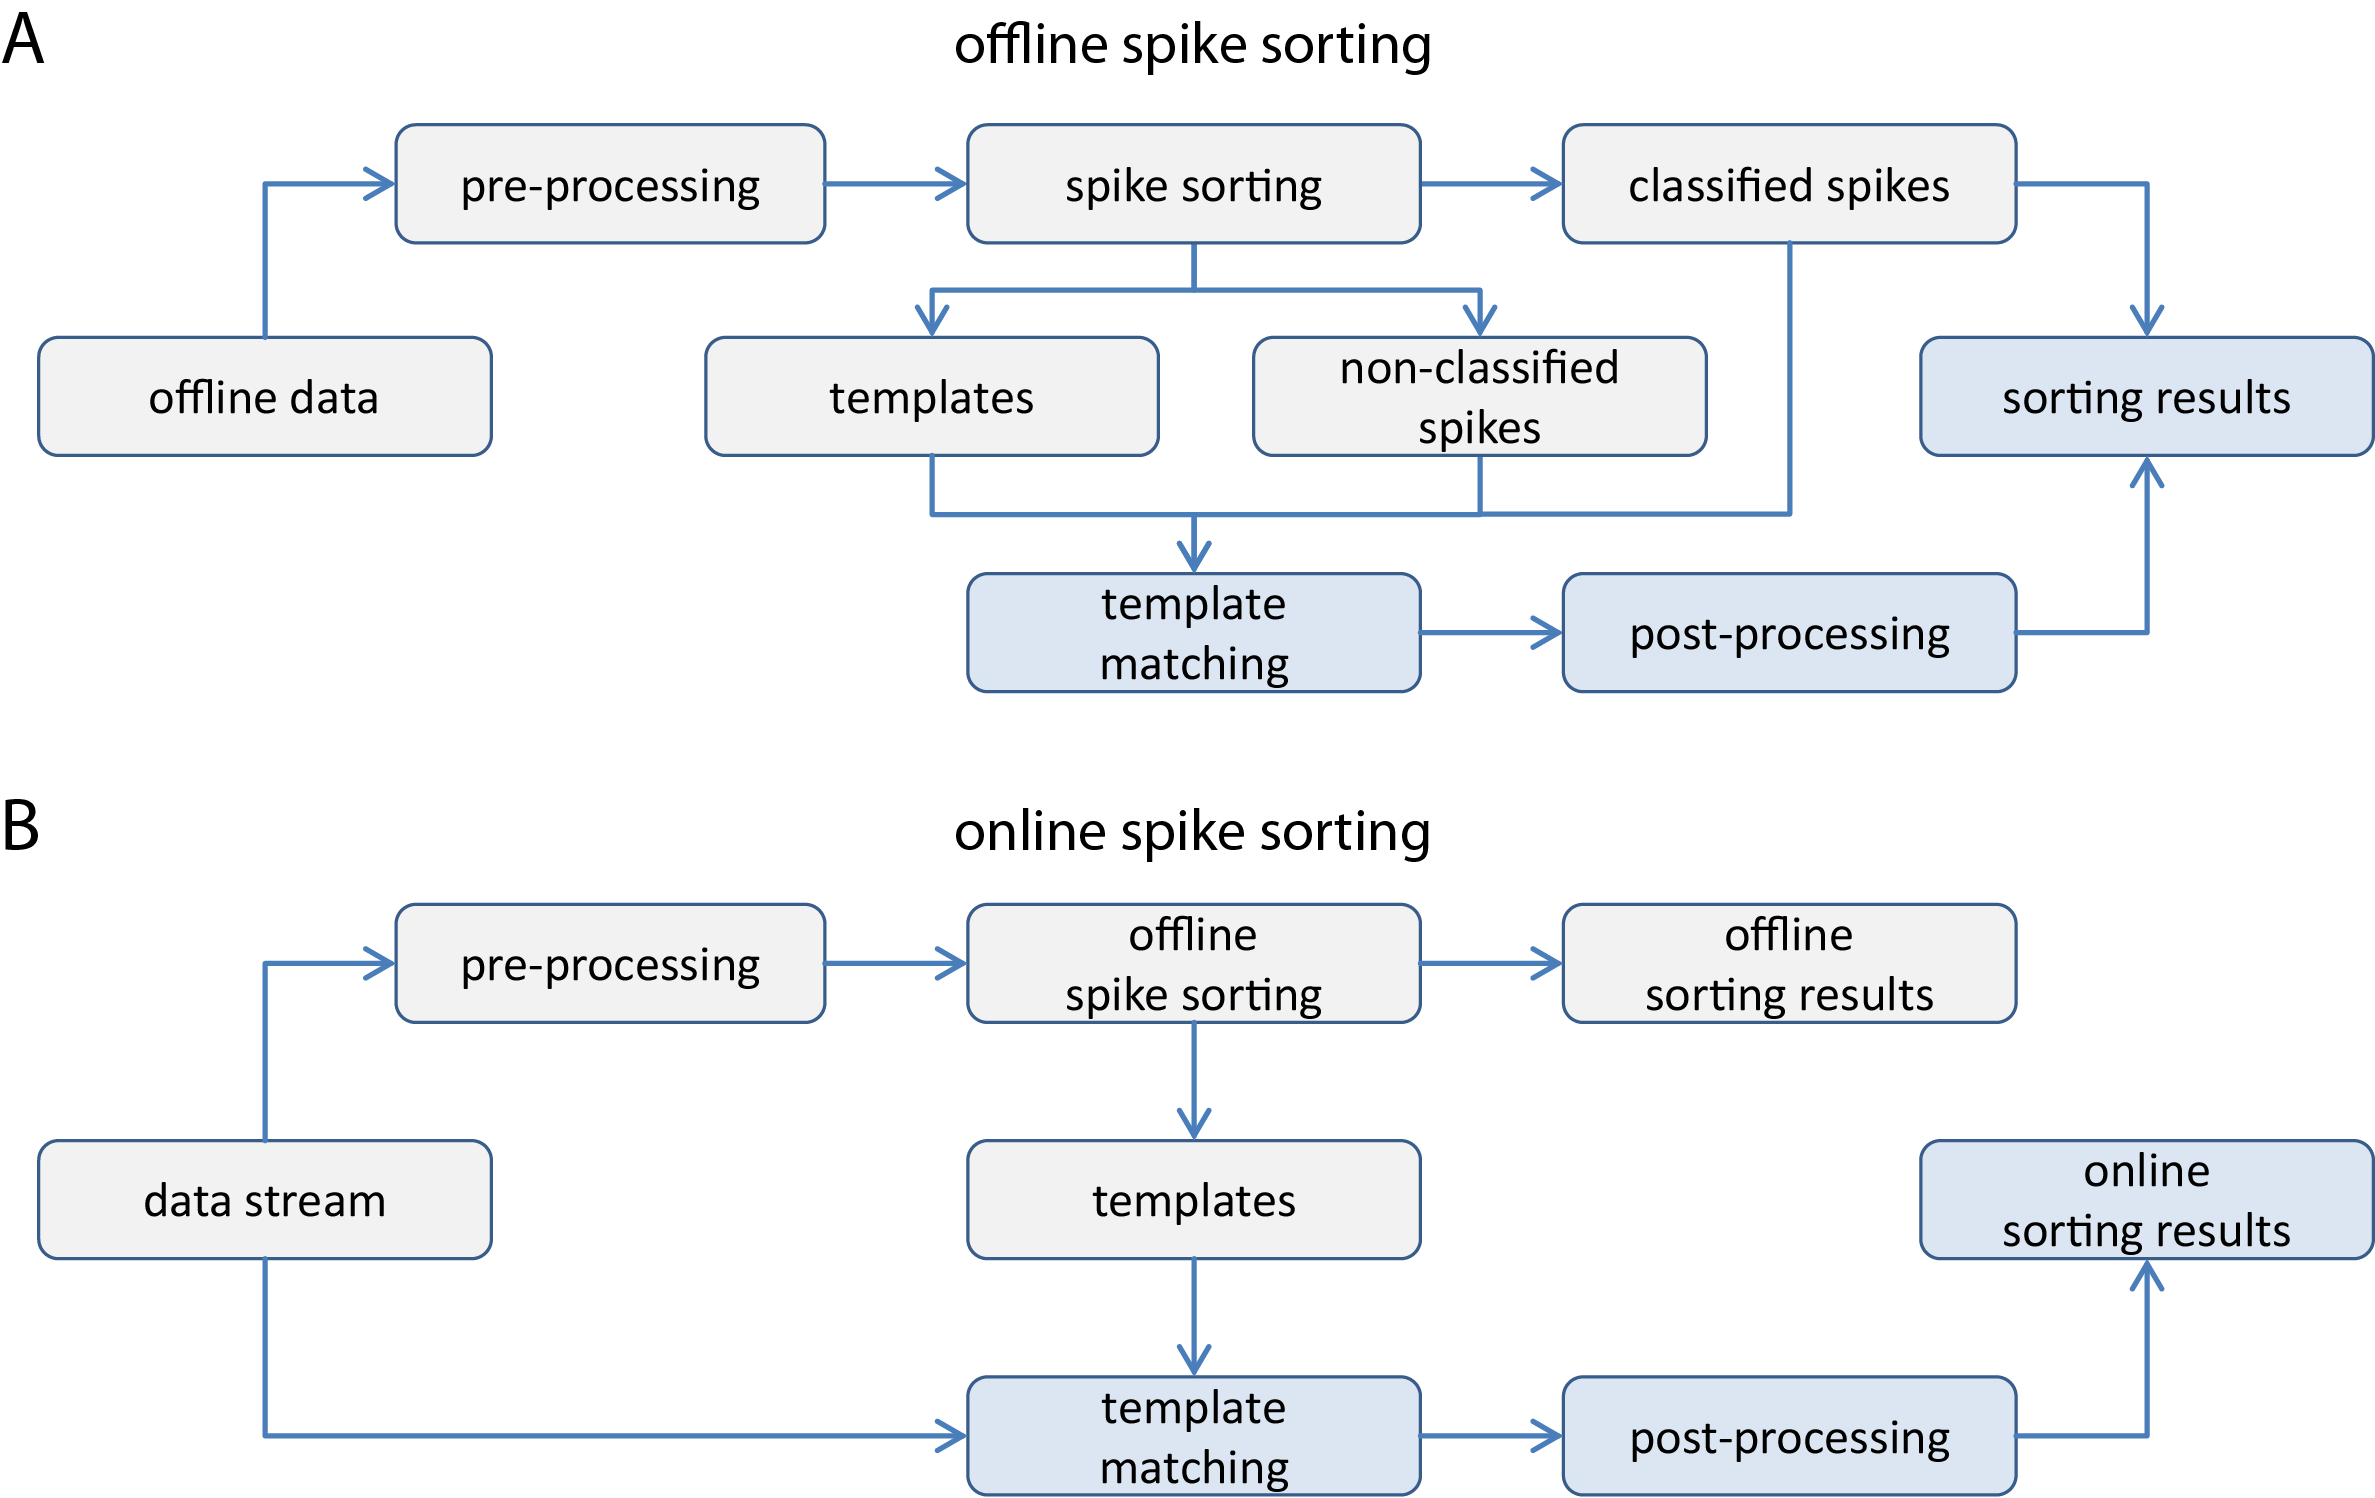 A
offline spike sorting
pre-processing
spike sorting
classified spikes
offline data
templates
non-classified
spikes
sorting results
template
matching
post-processing
B
online spike sorting
pre-processing
offline
spike sorting
offline
sorting results
data stream
templates
online
sorting results
template
matching
post-processing